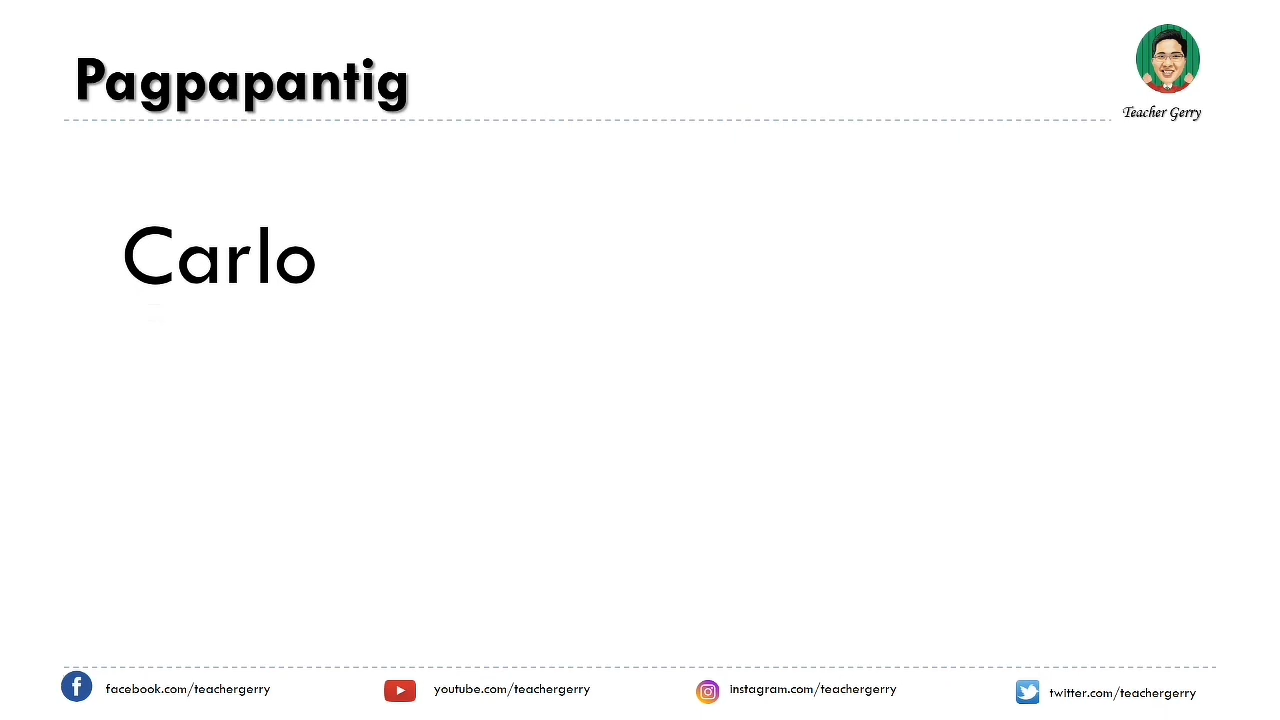 Pagpapantig
Teacher Gerry
Carlo
facebook.com/teachergerry
youtube.com/teachergerry
instagram.com/teachergerry
twitter.com/teachergerry